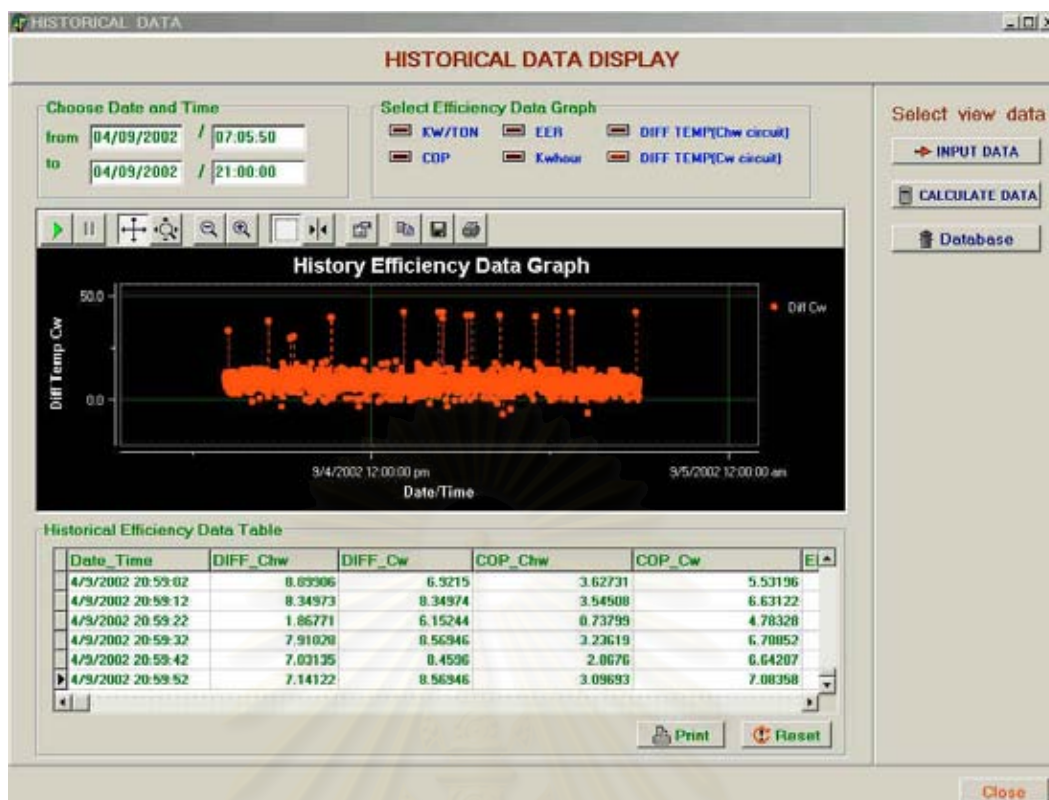 HISTORICAL DATA
HISTORICAL DATA DISPLAY
Choose Date and Time
from 04/09/2002 / 07:05:50
to 04/09/2002 / 21:00:00
Select Efficiency Data Graph
KW/TON EER DIFF TEMP(Chw circuit)
COP Kwhour DIFF TEMP(Cw circuit)
Select view data
INPUT DATA
CALCULATE DATA
Database
History Efficiency Data Graph
50.0
0.0
Diff Temp Cw
Diff Cw
9/4/2002 12:00:00 pm 9/5/2002 12:00:00 am
Date/Time
Historical Efficiency Data Table
Date_Time DIFF_Chw DIFF_Cw COP_Chw COP_Cw
4/9/2002 20:59:02 8.89906 6.9215 3.62731 5.53196
4/9/2002 20:59:12 8.34973 8.34974 3.54508 6.63122
4/9/2002 20:59:22 1.86771 6.15244 0.73799 4.78328
4/9/2002 20:59:32 7.91028 8.56946 3.23619 6.70852
4/9/2002 20:59:42 7.03135 8.4596 2.8676 6.64207
4/9/2002 20:59:52 7.14122 8.56946 3.09693 7.08358
Print Reset
Close